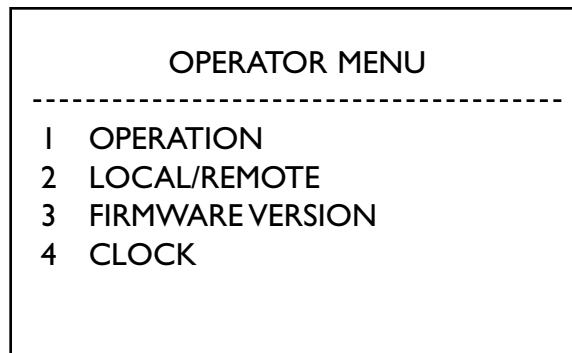 OPERATOR MENU
----------------------------------------
1 OPERATION
2 LOCAL/REMOTE
3 FIRMWARE VERSION
4 CLOCK